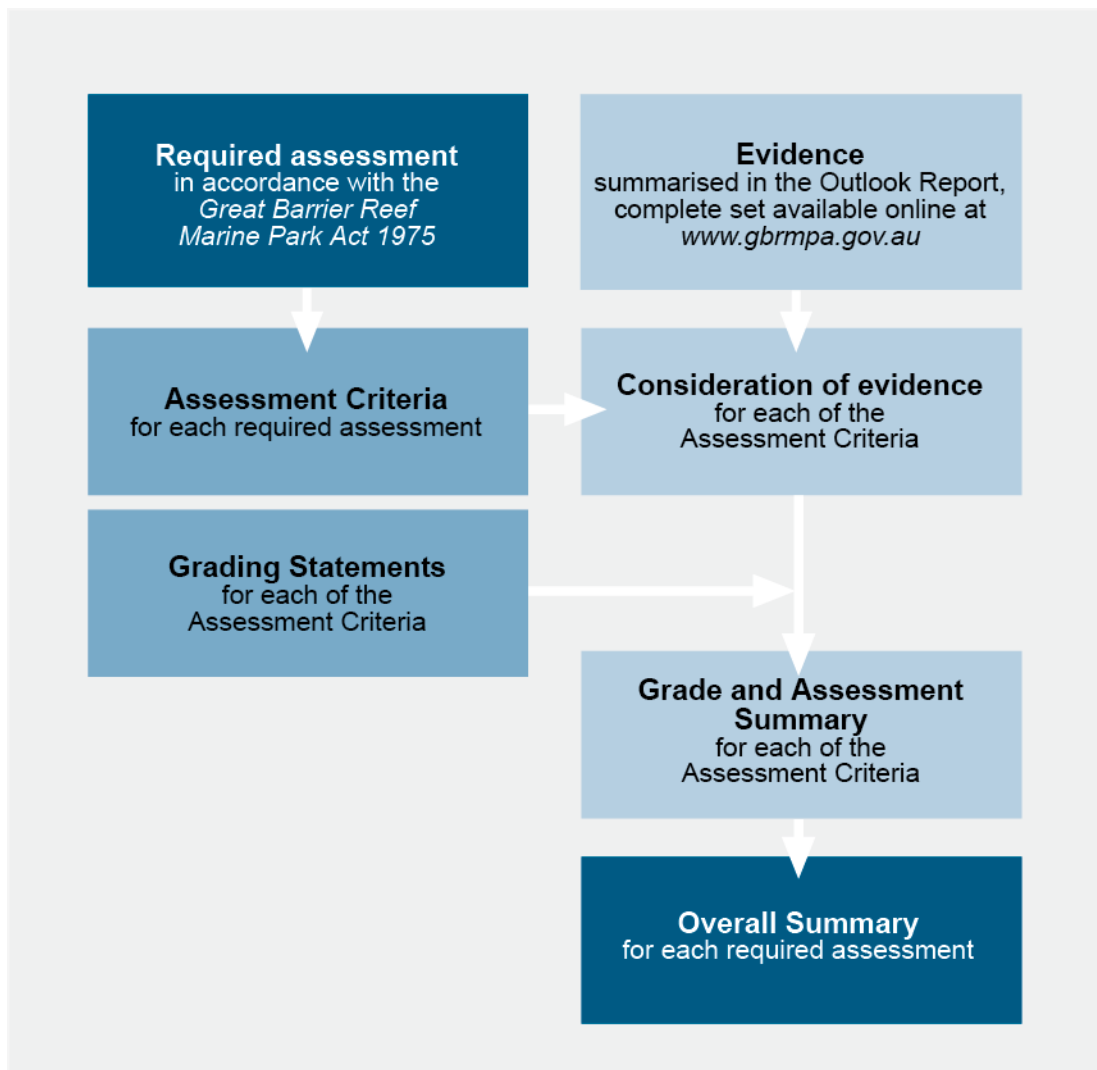 Required assessment
in accordance with the
Great Barrier Reef
Marine Park Act 1975
Evidence
summarised in the Outlook Report,
complete set available online at
www.gbrmpa.gov.au
Assessment Criteria
for each required assessment
Consideration of evidence
for each of the
Assessment Criteria
Grading Statements
for each of the
Assessment Criteria
Grade and Assessment
Summary
for each of the
Assessment Criteria
Overall Summary
for each required assessment